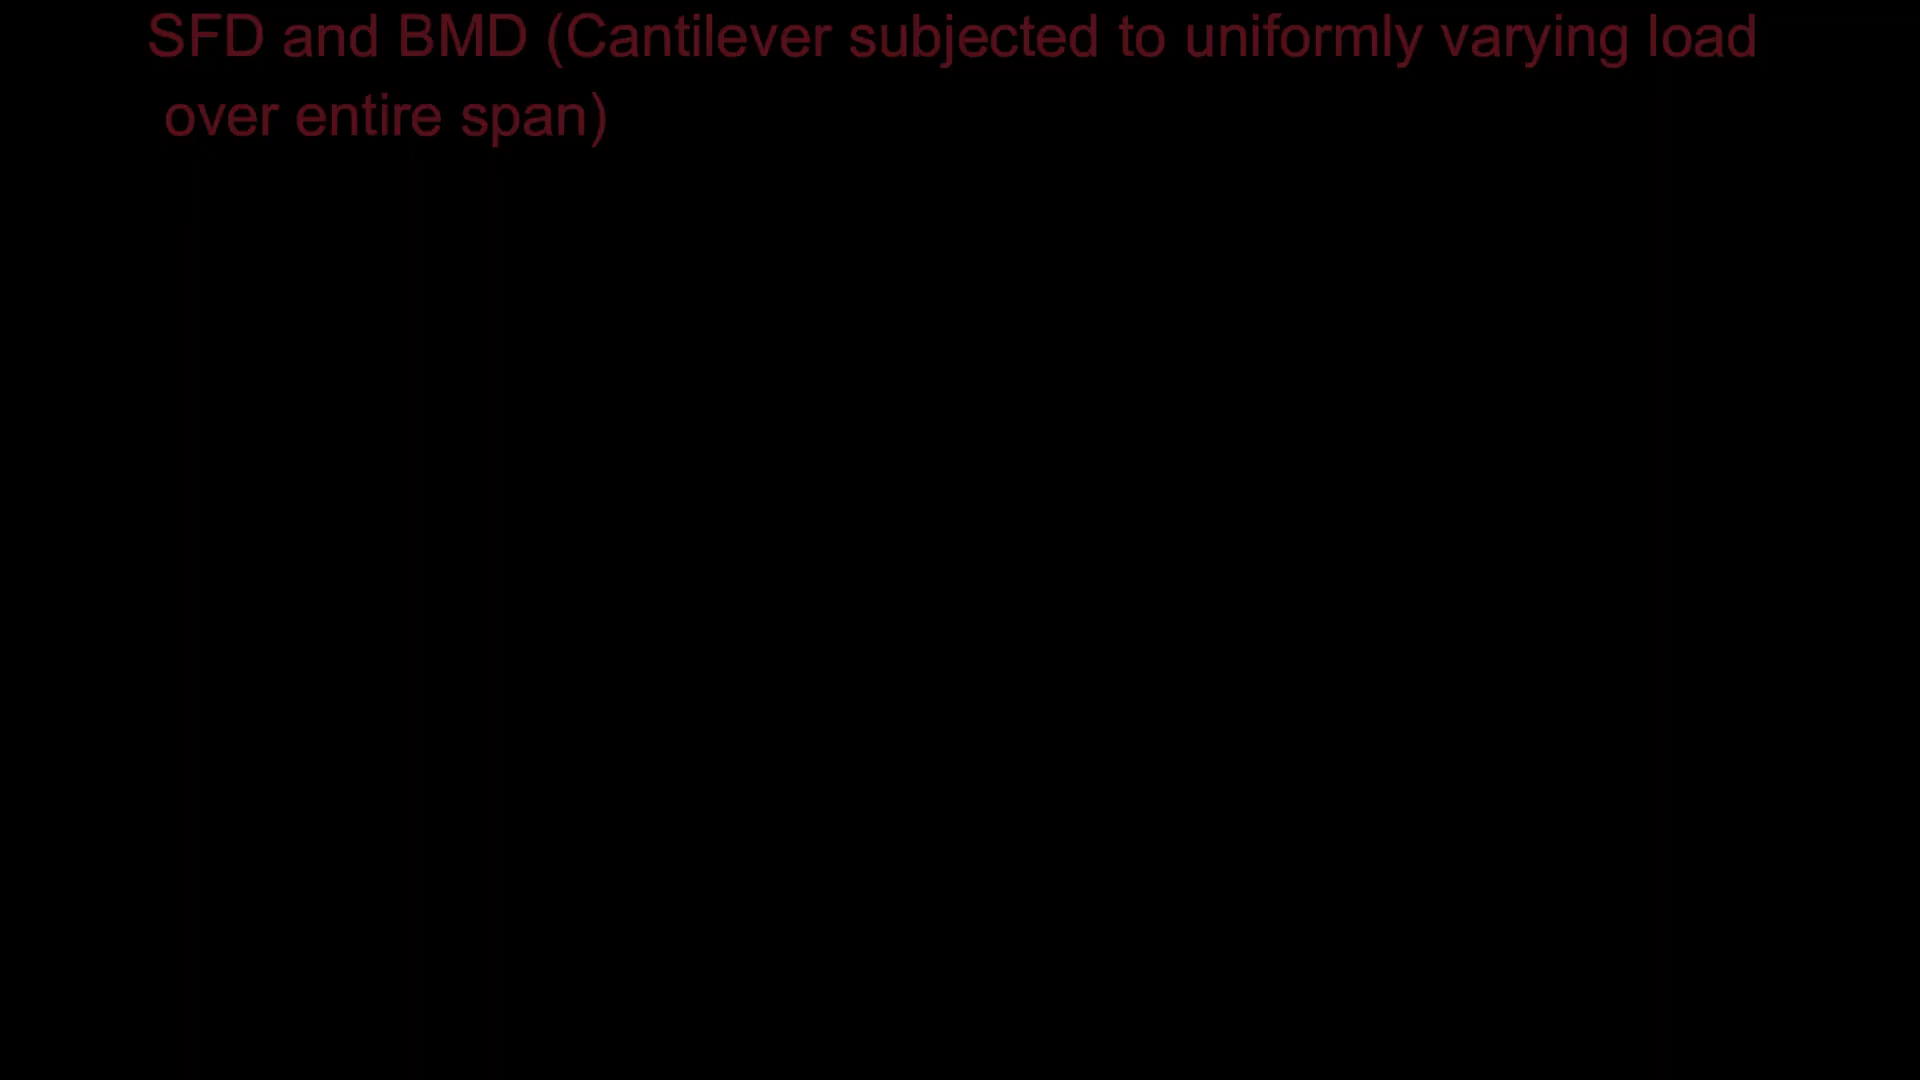 SFD and BMD (Cantilever subjected to uniformly varying load
over entire span)